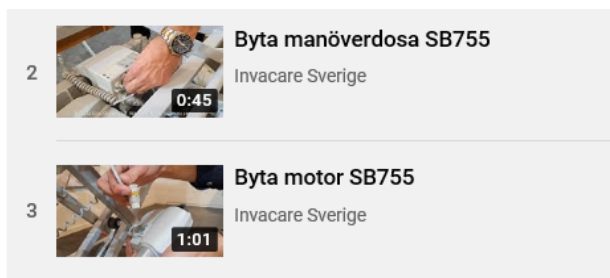 2
0:45
Byta manöverdosa SB755
Invacare Sverige
3
1:01
Byta motor SB755
Invacare Sverige